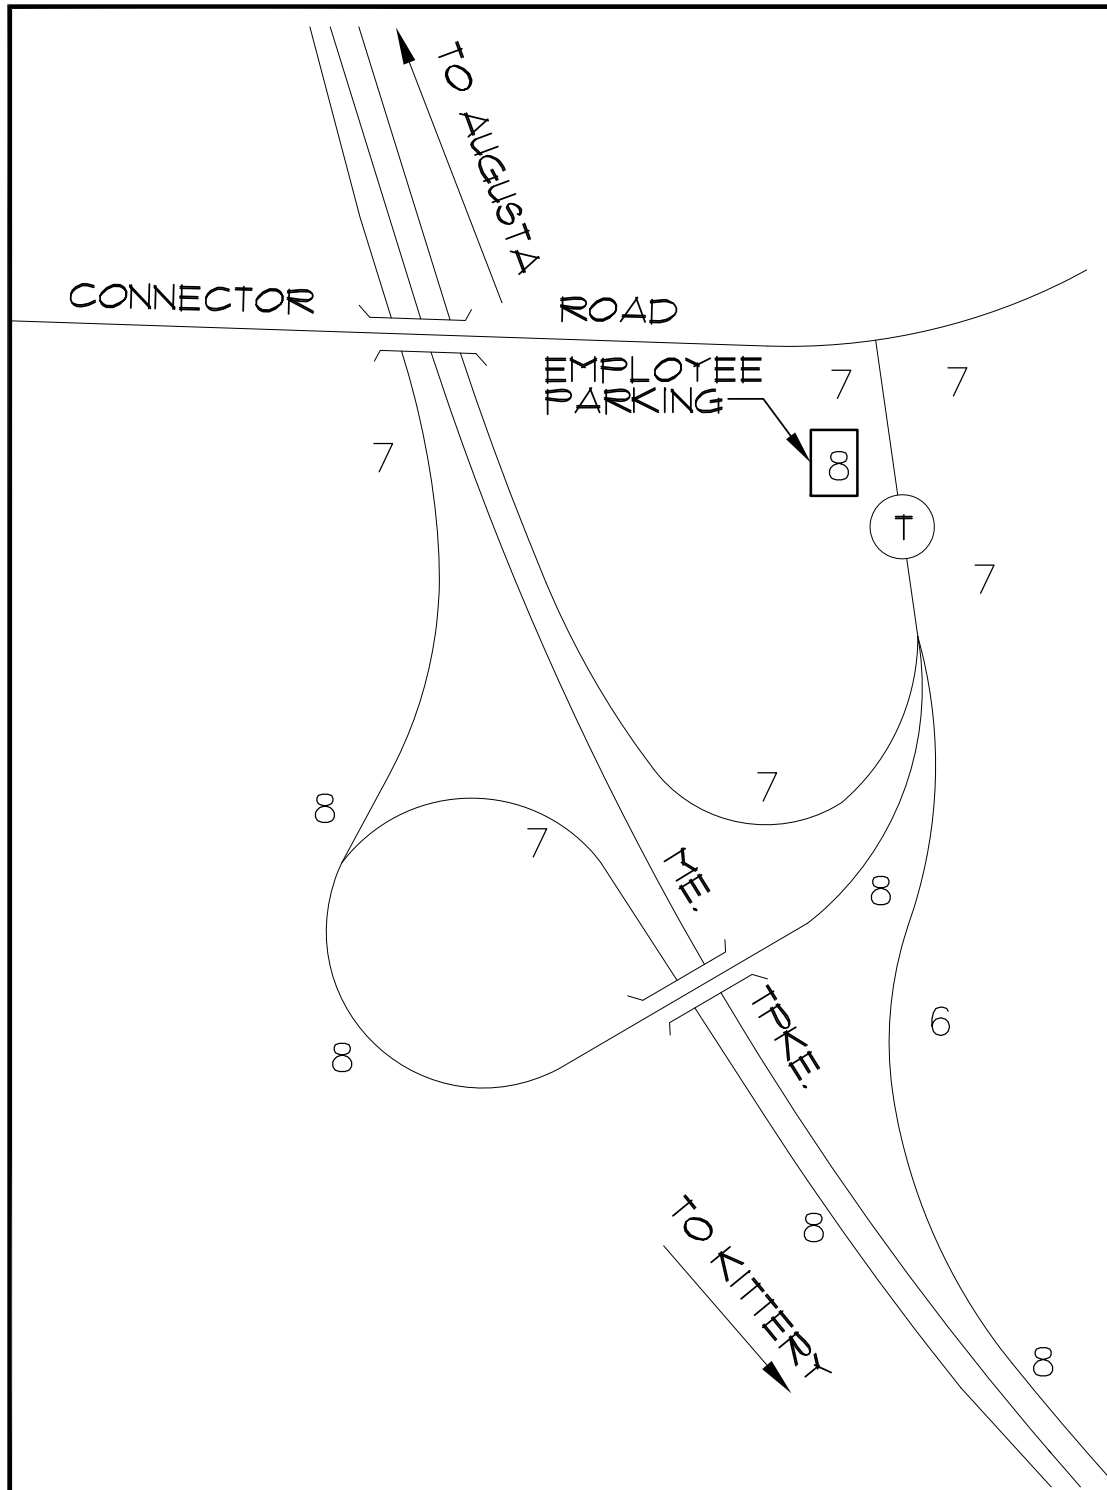 TO AUGUSTA
CONNECTOR ROAD
EMPLOYEE
PARKING
7
7
8
7
T
7
7
8
7
ME.
8
TPKE.
6
8
TO KITTERY
8
8